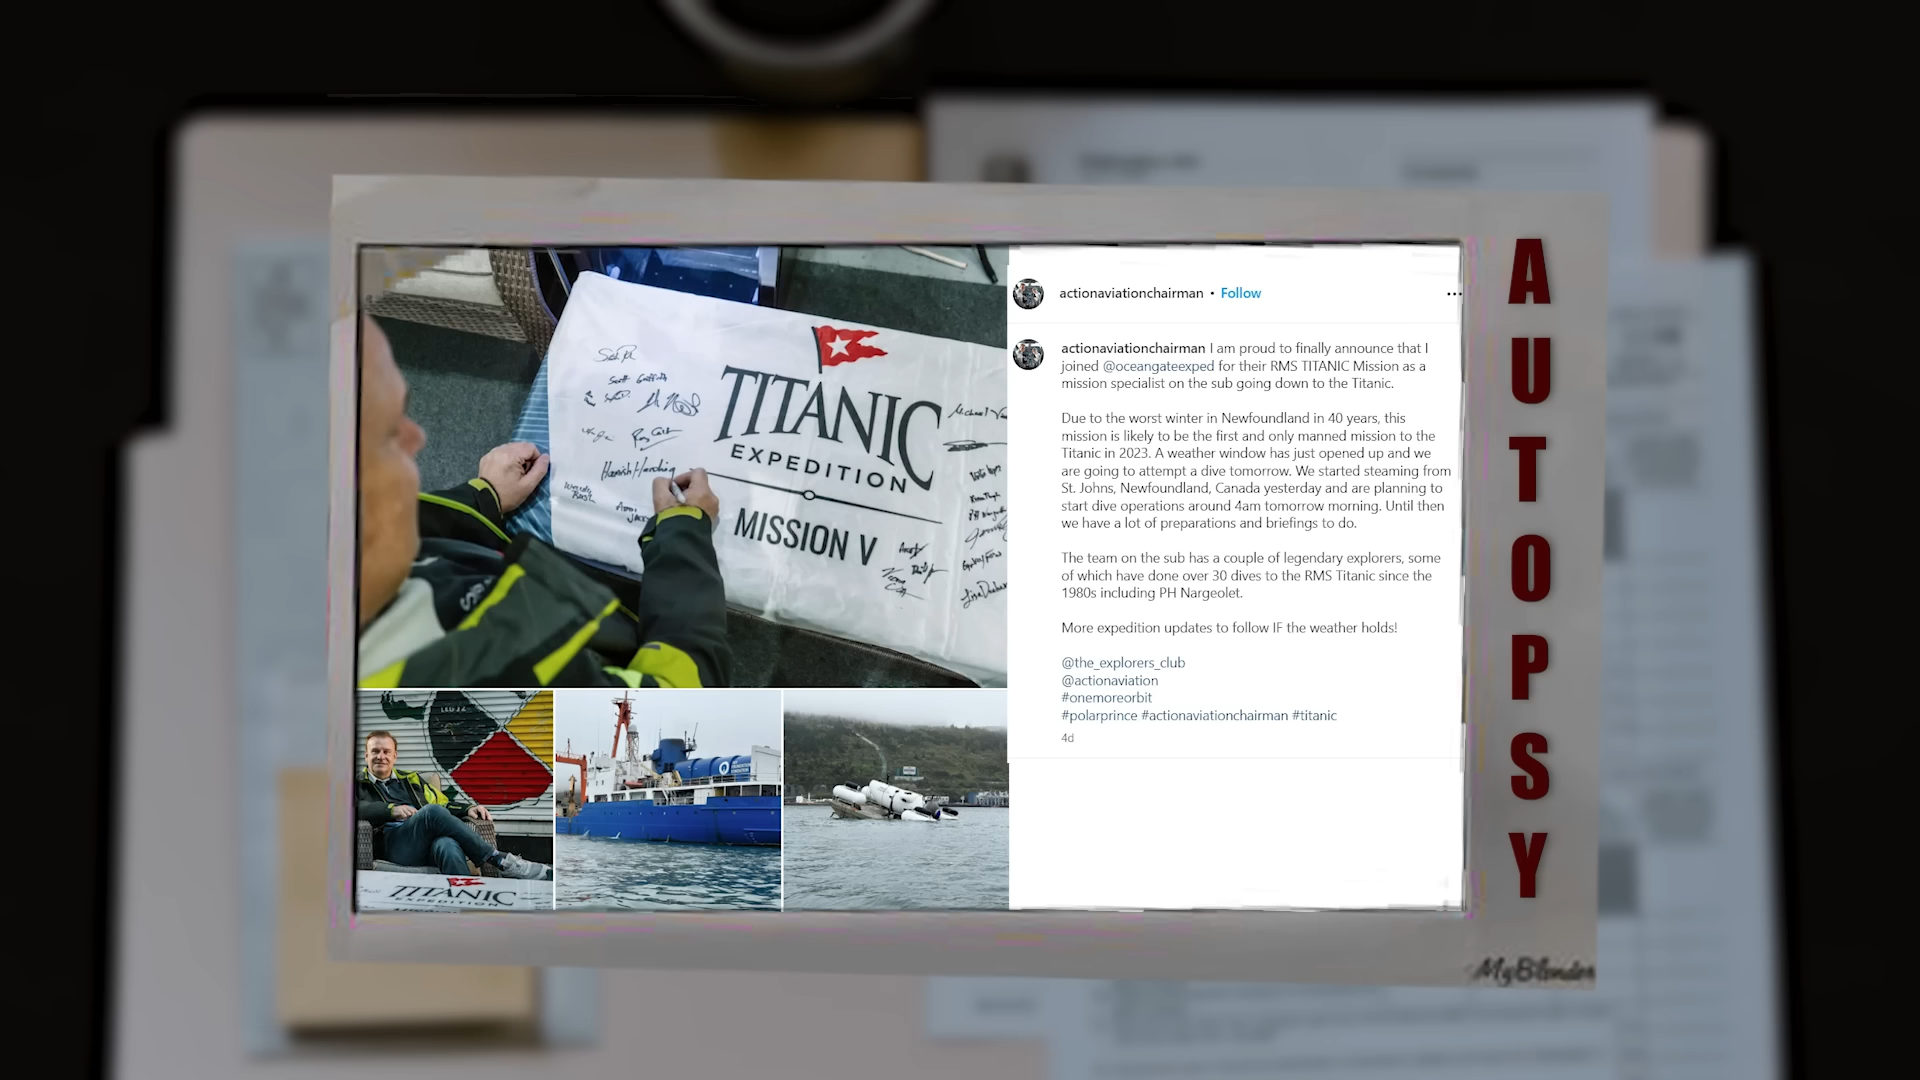 TITANIC
EXPEDITION
MISSION V
Scott Griffith
Hamish Harding
TITANIC
EXPEDITION
actionaviationchairman • Follow
...
actionaviationchairman I am proud to finally announce that I
joined @oceangateexped for their RMS TITANIC Mission as a
mission specialist on the sub going down to the Titanic.
Due to the worst winter in Newfoundland in 40 years, this
mission is likely to be the first and only manned mission to the
Titanic in 2023. A weather window has just opened up and we
are going to attempt a dive tomorrow. We started steaming from
St. Johns, Newfoundland, Canada yesterday and are planning to
start dive operations around 4am tomorrow morning. Until then
we have a lot of preparations and briefings to do.
The team on the sub has a couple of legendary explorers, some
of which have done over 30 dives to the RMS Titanic since the
1980s including PH Nargeolet.
More expedition updates to follow IF the weather holds!
@the_explorers_club
@actionaviation
#onemoreorbit
#polarprince #actionaviationchairman #titanic
4d
AUTOPSY
MyBlender